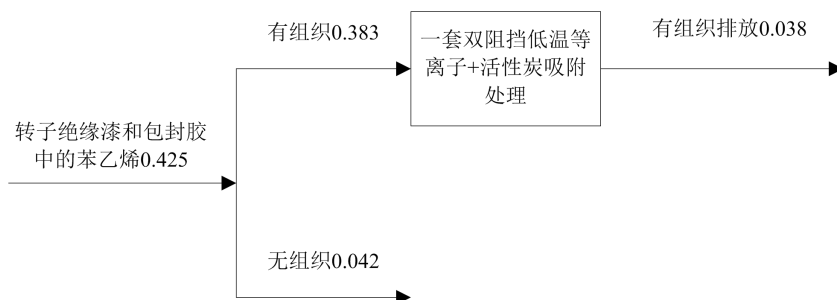 有组织0.383
一套双阻挡低温等
离子+活性炭吸附
处理
有组织排放0.038
转子绝缘漆和包封胶
中的苯乙烯0.425
无组织0.042